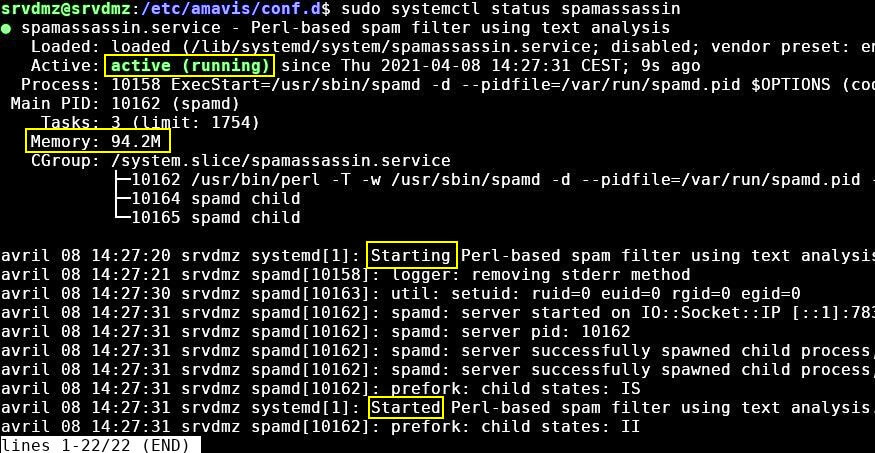 srvdmz@srvdmz:/etc/amavis/conf.d$ sudo systemctl status spamassassin
● spamassassin.service - Perl-based spam filter using text analysis
   Loaded: loaded (/lib/systemd/system/spamassassin.service; disabled; vendor preset: en
   Active: active (running) since Thu 2021-04-08 14:27:31 CEST; 9s ago
  Process: 10158 ExecStart=/usr/sbin/spamd -d --pidfile=/var/run/spamd.pid $OPTIONS (cod
 Main PID: 10162 (spamd)
    Tasks: 3 (limit: 1754)
   Memory: 94.2M
   CGroup: /system.slice/spamassassin.service
           ├─10162 /usr/bin/perl -T -w /usr/sbin/spamd -d --pidfile=/var/run/spamd.pid -
           ├─10164 spamd child
           └─10165 spamd child
avril 08 14:27:20 srvdmz systemd[1]: Starting Perl-based spam filter using text analysis
avril 08 14:27:21 srvdmz spamd[10158]: logger: removing stderr method
avril 08 14:27:30 srvdmz spamd[10163]: util: setuid: ruid=0 euid=0 rgid=0 egid=0
avril 08 14:27:31 srvdmz spamd[10162]: spamd: server started on IO::Socket::IP [::1]:783
avril 08 14:27:31 srvdmz spamd[10162]: spamd: server pid: 10162
avril 08 14:27:31 srvdmz spamd[10162]: spamd: server successfully spawned child process,
avril 08 14:27:31 srvdmz spamd[10162]: spamd: server successfully spawned child process,
avril 08 14:27:31 srvdmz spamd[10162]: prefork: child states: IS
avril 08 14:27:31 srvdmz systemd[1]: Started Perl-based spam filter using text analysis.
avril 08 14:27:31 srvdmz spamd[10162]: prefork: child states: II
lines 1-22/22 (END)